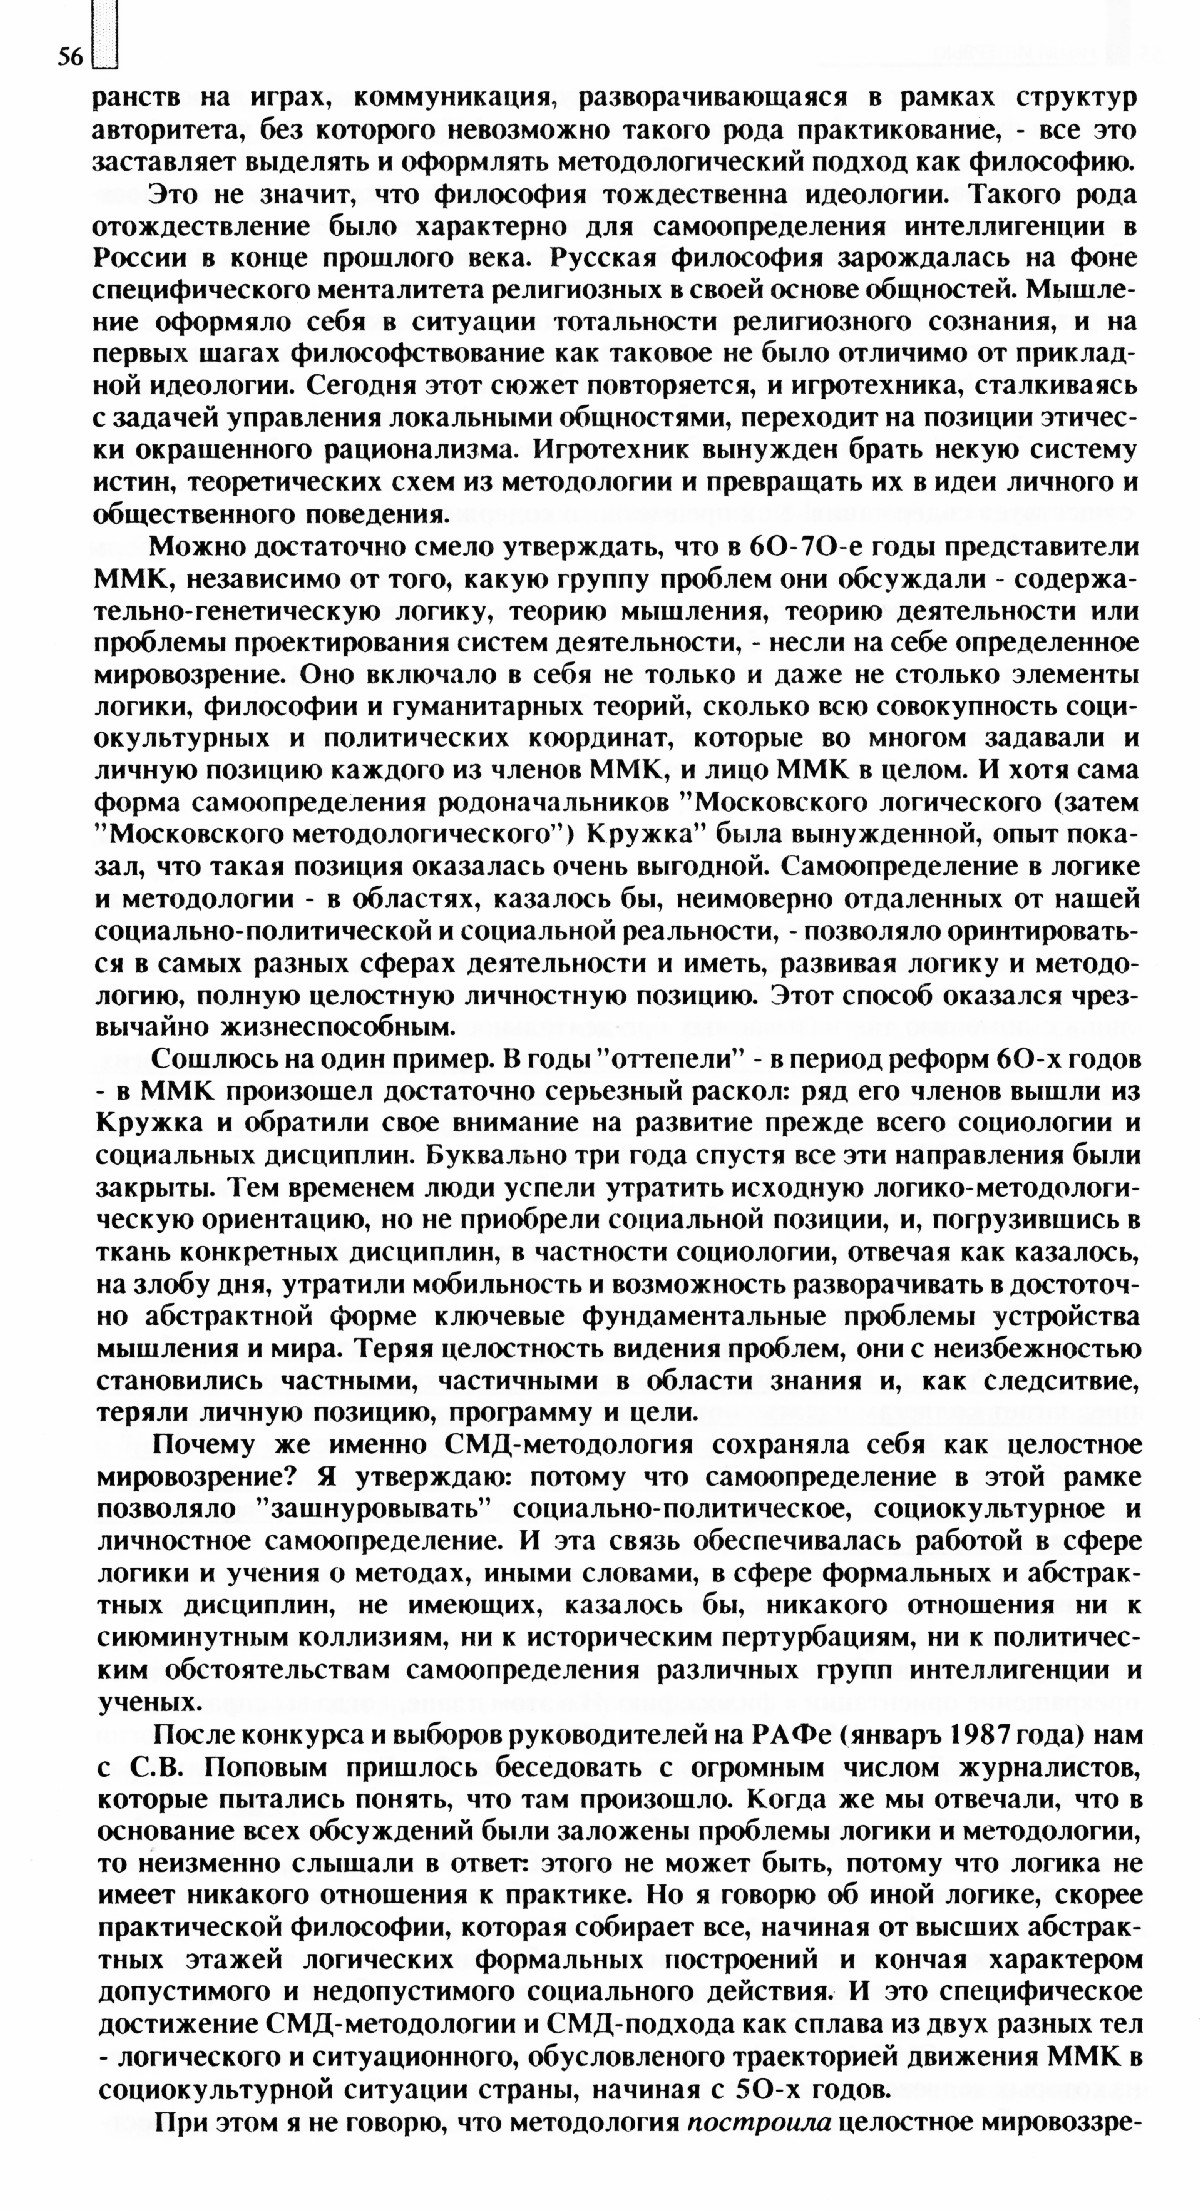 56
ранств на играх, коммуникация, разворачивающаяся в рамках структур
авторитета, без которого невозможно такого рода практикование, - все это
заставляет выделять и оформлять методологический подход как философию.
Это не значит, что философия тождественна идеологии. Такого рода
отождествление было характерно для самоопределения интеллигенции в
России в конце прошлого века. Русская философия зарождалась на фоне
специфического менталитета религиозных в своей основе общностей. Мышле-
ние оформяло себя в ситуации тотальности религиозного сознания, и на
первых шагах философствование как таковое не было отличимо от приклад-
ной идеологии. Сегодня этот сюжет повторяется, и игротехника, сталкиваясь
с задачей управления локальными общностями, переходит на позиции этичес-
ки окрашенного рационализма. Игротехник вынужден брать некую систему
истин, теоретических схем из методологии и превращать их в идеи личного и
общественного поведения.
Можно достаточно смело утверждать, что в 6О-7О-е годы представители
ММК, независимо от того, какую группу проблем они обсуждали - содержа-
тельно-генетическую логику, теорию мышления, теорию деятельности или
проблемы проектирования систем деятельности, - несли на себе определенное
мировозрение. Оно включало в себя не только и даже не столько элементы
логики, философии и гуманитарных теорий, сколько всю совокупность соци-
окультурных и политических координат, которые во многом задавали и
личную позицию каждого из членов ММК, и лицо ММК в целом. И хотя сама
форма самоопределения родоначальников "Московского логического (затем
"Московского методологического") Кружка" была вынужденной, опыт пока-
зал, что такая позиция оказалась очень выгодной. Самоопределение в логике
и методологии - в областях, казалось бы, неимоверно отдаленных от нашей
социально-политической и социальной реальности, - позволяло оринтировать-
ся в самых разных сферах деятельности и иметь, развивая логику и методо-
логию, полную целостную личностную позицию. Этот способ оказался чрез-
вычайно жизнеспособным.
Сошлюсь на один пример. В годы "оттепели" - в период реформ 6О-х годов
- в ММК произошел достаточно серьезный раскол: ряд его членов вышли из
Кружка и обратили свое внимание на развитие прежде всего социологии и
социальных дисциплин. Буквально три года спустя все эти направления были
закрыты. Тем временем люди успели утратить исходную логико-методологи-
ческую ориентацию, но не приобрели социальной позиции, и, погрузившись в
ткань конкретных дисциплин, в частности социологии, отвечая как казалось,
на злобу дня, утратили мобильность и возможность разворачивать в достоточ-
но абстрактной форме ключевые фундаментальные проблемы устройства
мышления и мира. Теряя целостность видения проблем, они с неизбежностью
становились частными, частичными в области знания и, как следситвие,
теряли личную позицию, программу и цели.
Почему же именно СМД-методология сохраняла себя как целостное
мировозрение? Я утверждаю: потому что самоопределение в этой рамке
позволяло "зашнуровывать" социально-политическое, социокультурное и
личностное самоопределение. И эта связь обеспечивалась работой в сфере
логики и учения о методах, иными словами, в сфере формальных и абстрак-
тных дисциплин, не имеющих, казалось бы, никакого отношения ни к
сиюминутным коллизиям, ни к историческим пертурбациям, ни к политичес-
ким обстоятельствам самоопределения различных групп интеллигенции и
ученых.
После конкурса и выборов руководителей на РАФе (январь 1987 года) нам
с С.В. Поповым пришлось беседовать с огромным числом журналистов,
которые пытались понять, что там произошло. Когда же мы отвечали, что в
основание всех обсуждений были заложены проблемы логики и методологии,
то неизменно слышали в ответ: этого не может быть, потому что логика не
имеет никакого отношения к практике. Но я говорю об иной логике, скорее
практической философии, которая собирает все, начиная от высших абстрак-
тных этажей логических формальных построений и кончая характером
допустимого и недопустимого социального действия. И это специфическое
достижение СМД-методологии и СМД-подхода как сплава из двух разных тел
- логического и ситуационного, обусловленого траекторией движения ММК в
социокультурной ситуации страны, начиная с 5О-х годов.
При этом я не говорю, что методология построила целостное мировоззре-